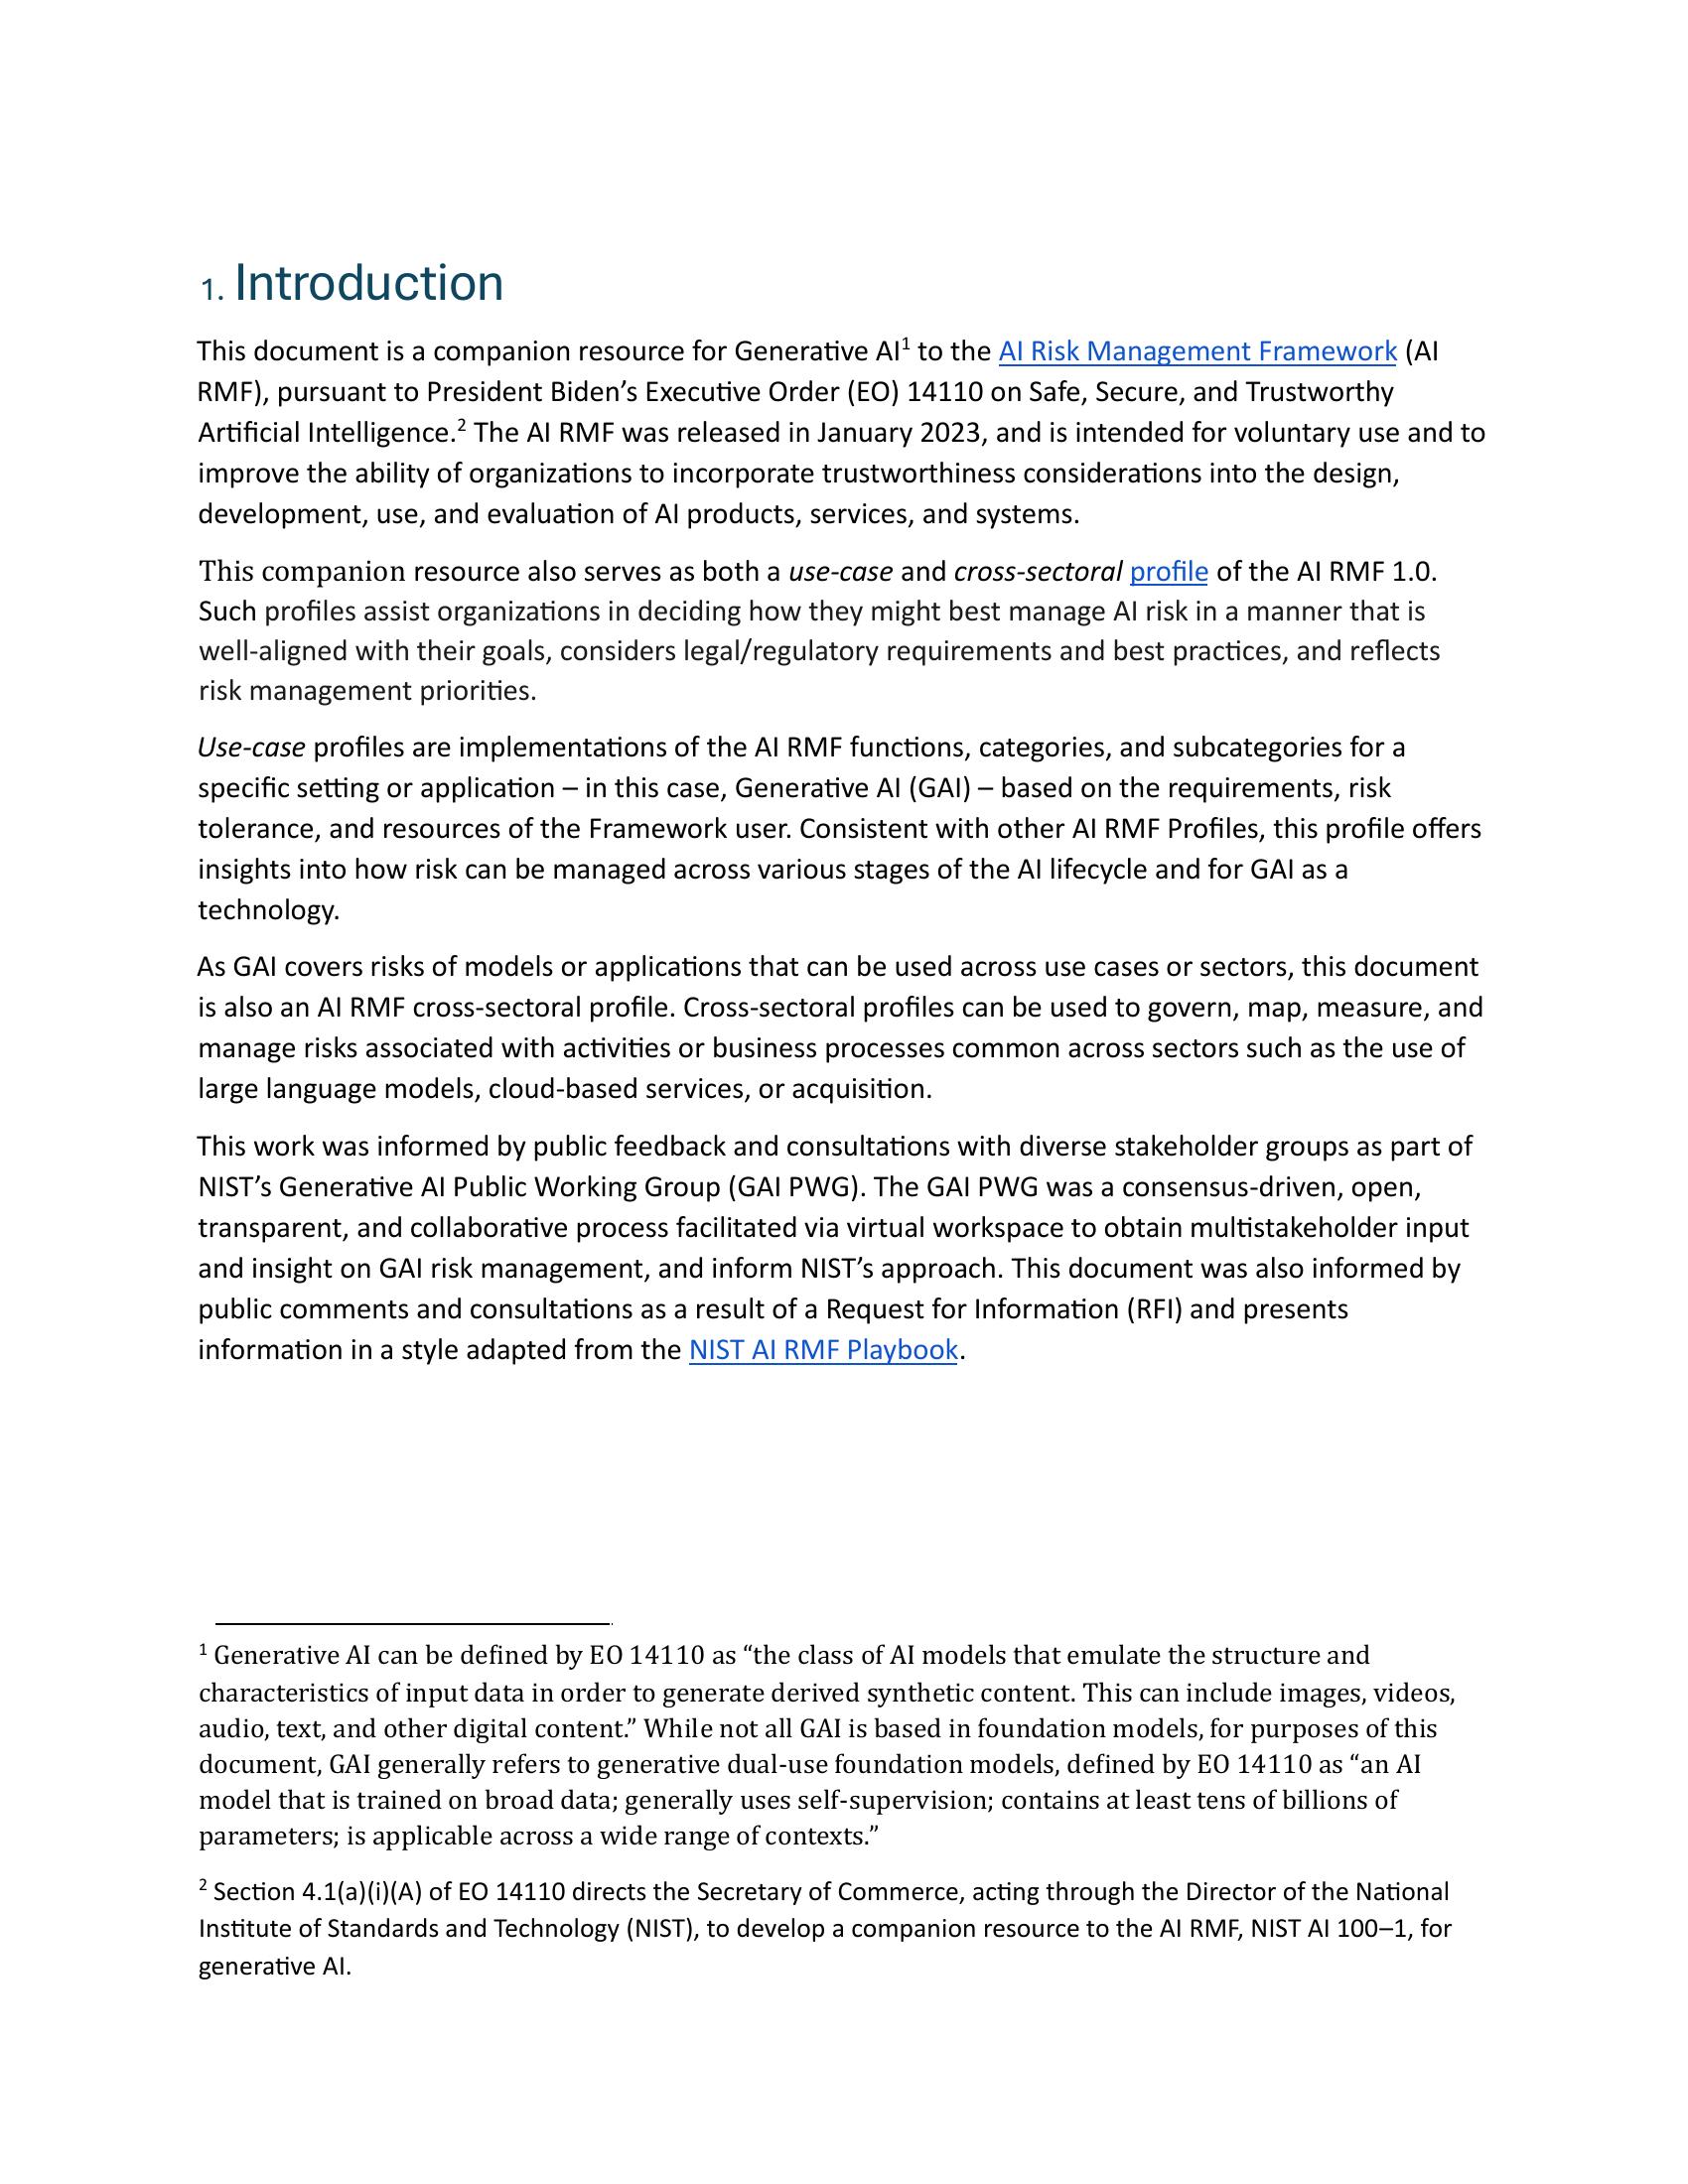 1. Introduction
This document is a companion resource for Generative AI1 to the AI Risk Management Framework (AI
RMF), pursuant to President Biden’s Executive Order (EO) 14110 on Safe, Secure, and Trustworthy
Artificial Intelligence.2 The AI RMF was released in January 2023, and is intended for voluntary use and to
improve the ability of organizations to incorporate trustworthiness considerations into the design,
development, use, and evaluation of AI products, services, and systems.
This companion resource also serves as both a use-case and cross-sectoral profile of the AI RMF 1.0.
Such profiles assist organizations in deciding how they might best manage AI risk in a manner that is
well-aligned with their goals, considers legal/regulatory requirements and best practices, and reflects
risk management priorities.
Use-case profiles are implementations of the AI RMF functions, categories, and subcategories for a
specific setting or application – in this case, Generative AI (GAI) – based on the requirements, risk
tolerance, and resources of the Framework user. Consistent with other AI RMF Profiles, this profile offers
insights into how risk can be managed across various stages of the AI lifecycle and for GAI as a
technology.
As GAI covers risks of models or applications that can be used across use cases or sectors, this document
is also an AI RMF cross-sectoral profile. Cross-sectoral profiles can be used to govern, map, measure, and
manage risks associated with activities or business processes common across sectors such as the use of
large language models, cloud-based services, or acquisition.
This work was informed by public feedback and consultations with diverse stakeholder groups as part of
NIST’s Generative AI Public Working Group (GAI PWG). The GAI PWG was a consensus-driven, open,
transparent, and collaborative process facilitated via virtual workspace to obtain multistakeholder input
and insight on GAI risk management, and inform NIST’s approach. This document was also informed by
public comments and consultations as a result of a Request for Information (RFI) and presents
information in a style adapted from the NIST AI RMF Playbook.
1 Generative AI can be defined by EO 14110 as “the class of AI models that emulate the structure and
characteristics of input data in order to generate derived synthetic content. This can include images, videos,
audio, text, and other digital content.” While not all GAI is based in foundation models, for purposes of this
document, GAI generally refers to generative dual-use foundation models, defined by EO 14110 as “an AI
model that is trained on broad data; generally uses self-supervision; contains at least tens of billions of
parameters; is applicable across a wide range of contexts.”
2 Section 4.1(a)(i)(A) of EO 14110 directs the Secretary of Commerce, acting through the Director of the National
Institute of Standards and Technology (NIST), to develop a companion resource to the AI RMF, NIST AI 100–1, for
generative AI.